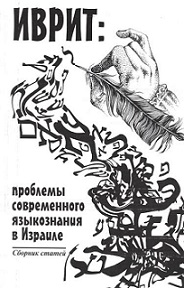 ИВРИТ:
проблемы
современного
языкознания
в Израиле
Сборник статей